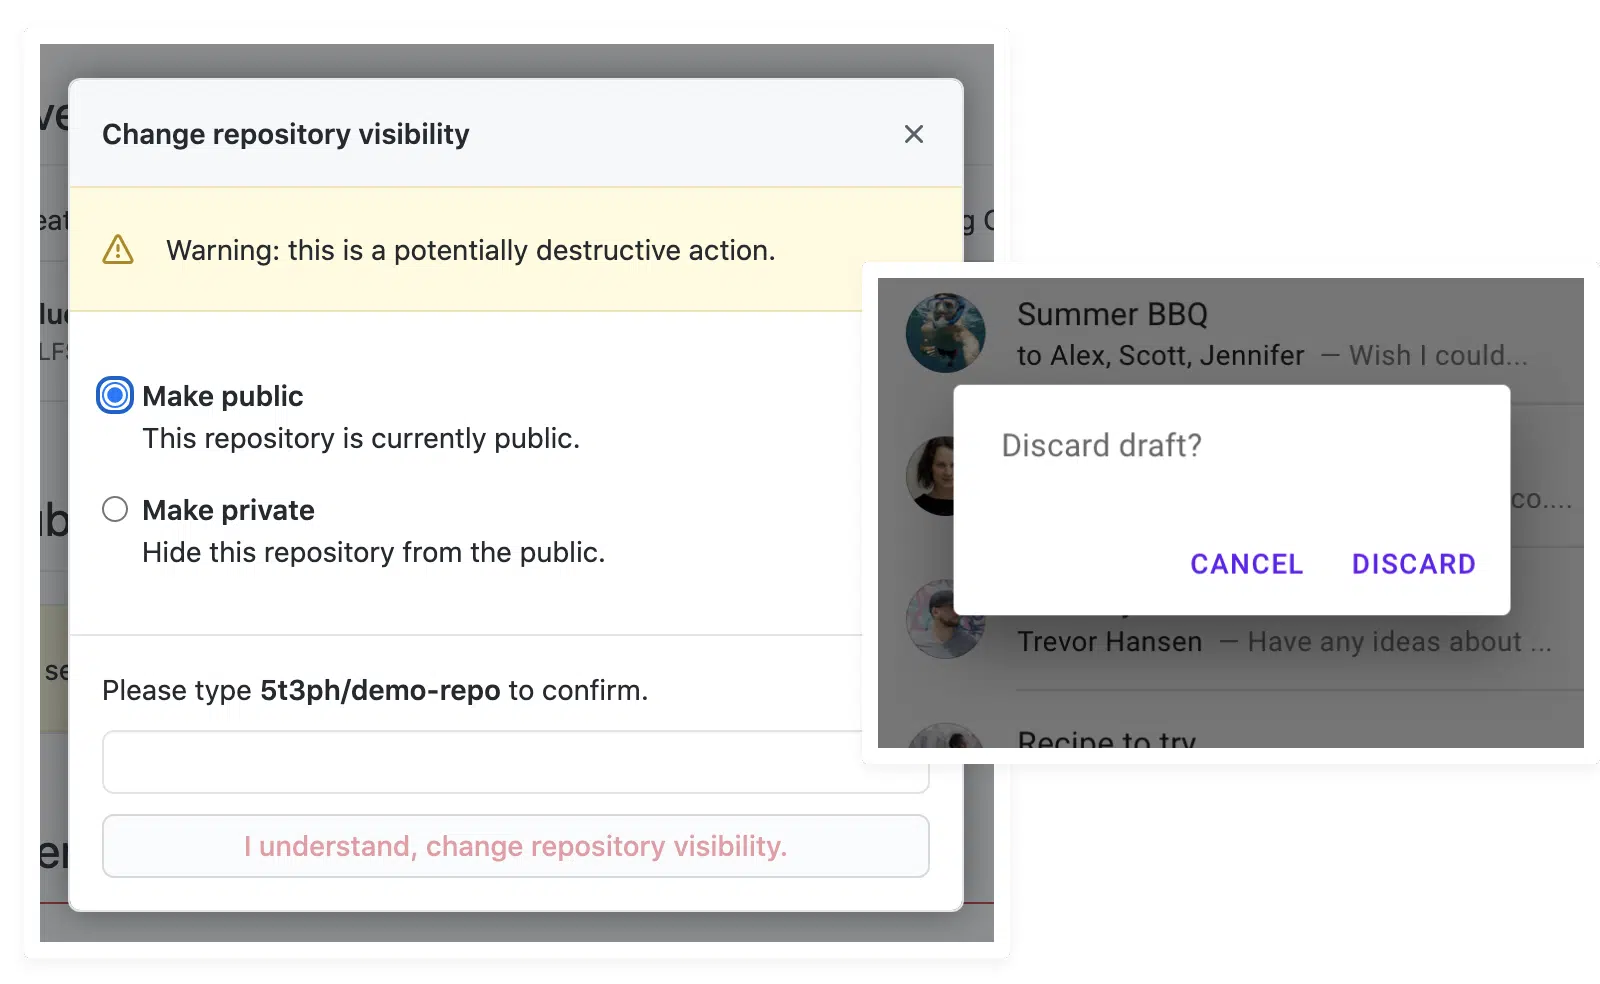 Change repository visibility
Warning: this is a potentially destructive action.
Make public
This repository is currently public.
Make private
Hide this repository from the public.
Please type 5t3ph/demo-repo to confirm.
I understand, change repository visibility.
Summer BBQ
to Alex, Scott, Jennifer — Wish I could...
Discard draft?
co....
CANCEL DISCARD
Trevor Hansen — Have any ideas about ...
Recipe to try